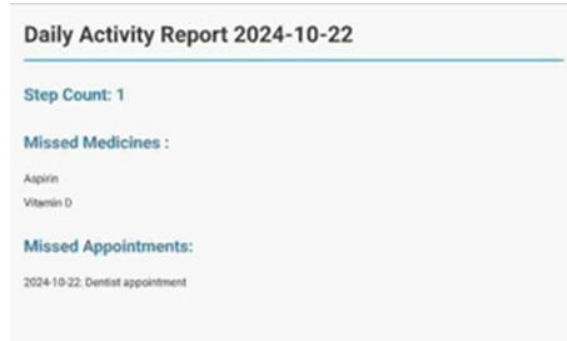 Daily Activity Report 2024-10-22
Step Count: 1
Missed Medicines :
Aspirin
Vitamin D
Missed Appointments:
2024-10-22: Dentist appointment